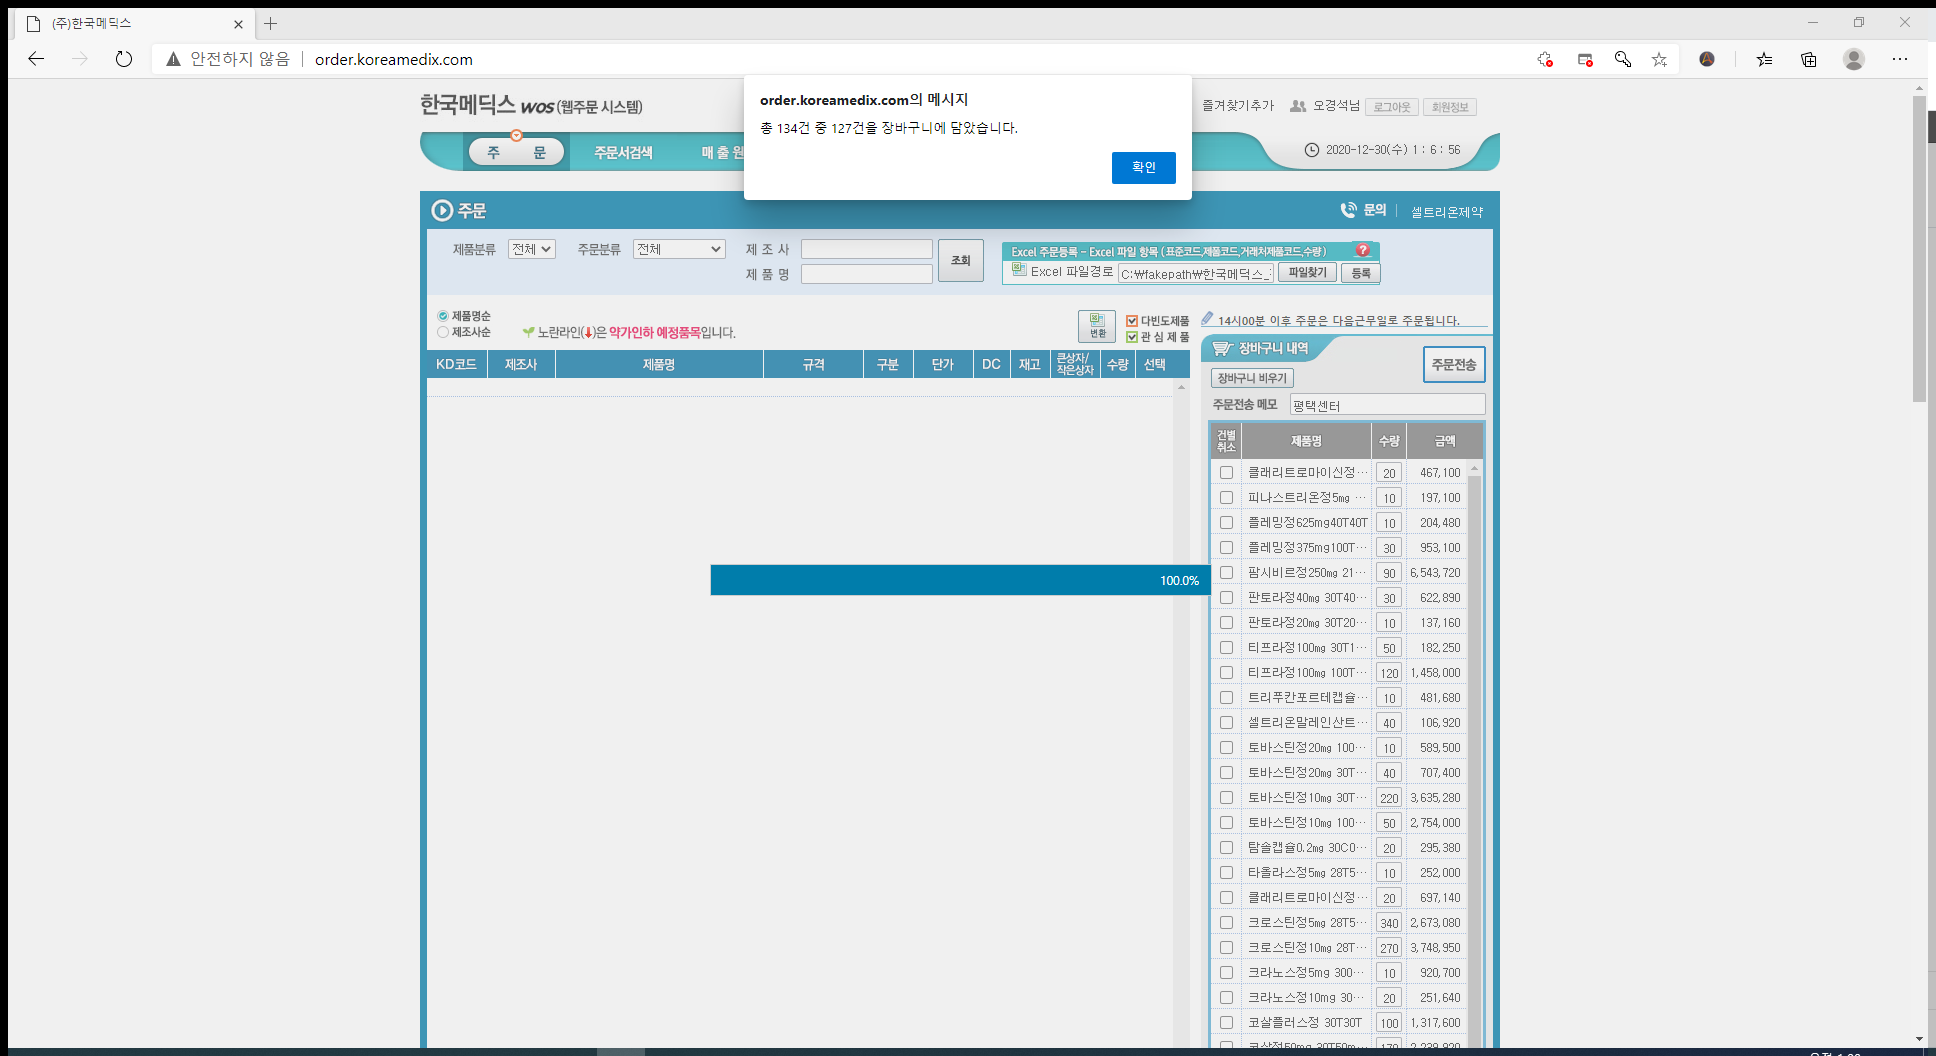 (주)한국메딕스
안전하지 않음
order.koreamedix.com
order.koreamedix.com의 메시지
총 134건 중 127건을 장바구니에 담았습니다.
확인
한국메딕스 wos (웹주문 시스템)
즐겨찾기추가 오경석님 로그아웃 회원정보
주 문 주문서검색 매 출 원
2020-12-30(수) 1 : 6 : 56
주문
문의 셀트리온제약
제품분류 전체 주문분류 전체 제 조 사
제 품 명
조회
Excel 주문등록 - Excel 파일 항목 (표준코드,제품코드,거래처제품코드,수량) ?
Excel 파일경로 C:₩fakepath₩한국메딕스_ 파일찾기 등록
제품명순
제조사순
노란라인(↓)은 약가인하 예정품목입니다.
변환
다빈도제품
관 심 제 품
14시00분 이후 주문은 다음근무일로 주문됩니다.
KD코드 제조사 제품명 규격 구분 단가 DC 재고 큰상자/작은상자 수량 선택
장바구니 내역
장바구니 비우기
주문전송
주문전송 메모 평택센터
건별취소 제품명 수량 금액
클래리트로마이신정… 20 467,100
피나스트리온정5mg … 10 197,100
플레밍정625mg40T40T 10 204,480
플레밍정375mg100T… 30 953,100
팜시비르정250mg 21… 90 6,543,720
판토라정40mg 30T40… 30 622,890
판토라정20mg 30T20… 10 137,160
티프라정100mg 30T1… 50 182,250
티프라정100mg 100T… 120 1,458,000
트리푸칸포르테캡슐… 10 481,680
셀트리온말레인산트… 40 106,920
토바스틴정20mg 100… 10 589,500
토바스틴정20mg 30T… 40 707,400
토바스틴정10mg 30T… 220 3,635,280
토바스틴정10mg 100… 50 2,754,000
탐솔캡슐0.2mg 30C0… 20 295,380
타올라스정5mg 28T5… 10 252,000
클래리트로마이신정… 20 697,140
크로스틴정5mg 28T5… 340 2,673,080
크로스틴정10mg 28T… 270 3,748,950
크라노스정5mg 300… 10 920,700
크라노스정10mg 30… 20 251,640
코살플러스정 30T30T 100 1,317,600
코살정50mg 30T50m… 170 2,239,920
100.0%